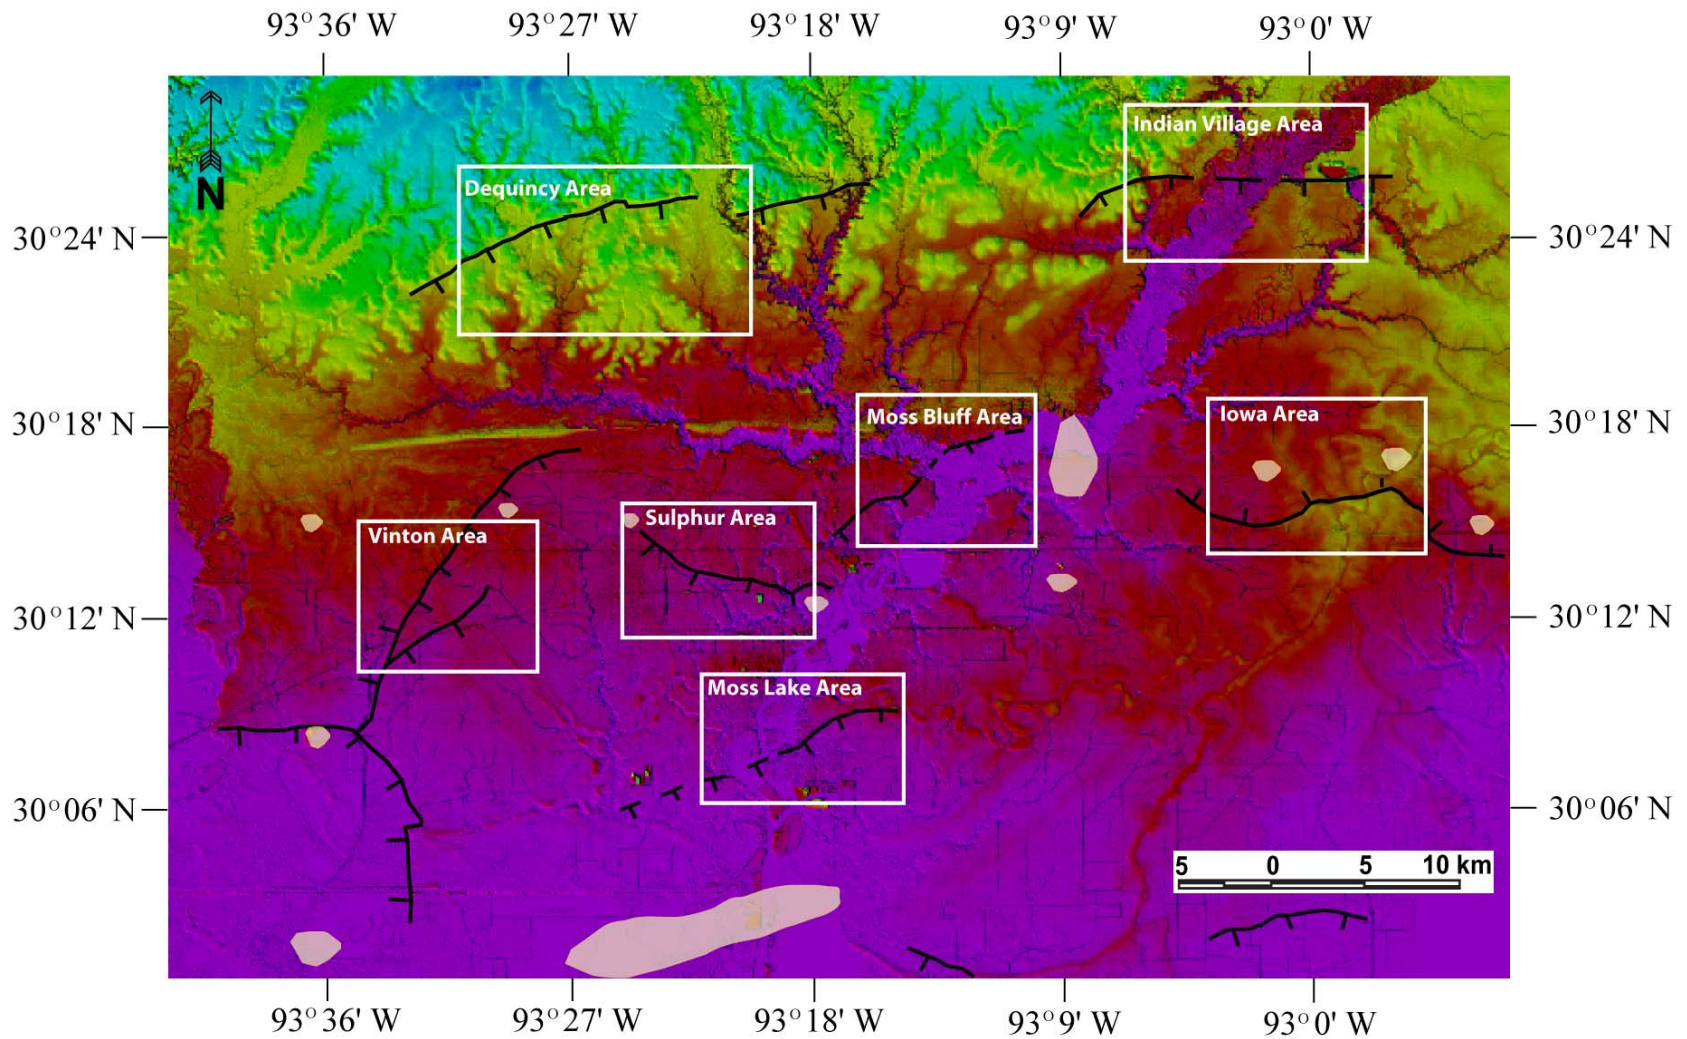 93°36' W 93°27' W 93°18' W 93°9' W 93°0' W
N
Indian Village Area
Dequincy Area
30°24' N 30°24' N
30°18' N 30°18' N
Moss Bluff Area
Iowa Area
Sulphur Area
Vinton Area
30°12' N 30°12' N
Moss Lake Area
30°06' N 30°06' N
5 0 5 10 km
93°36' W 93°27' W 93°18' W 93°9' W 93°0' W